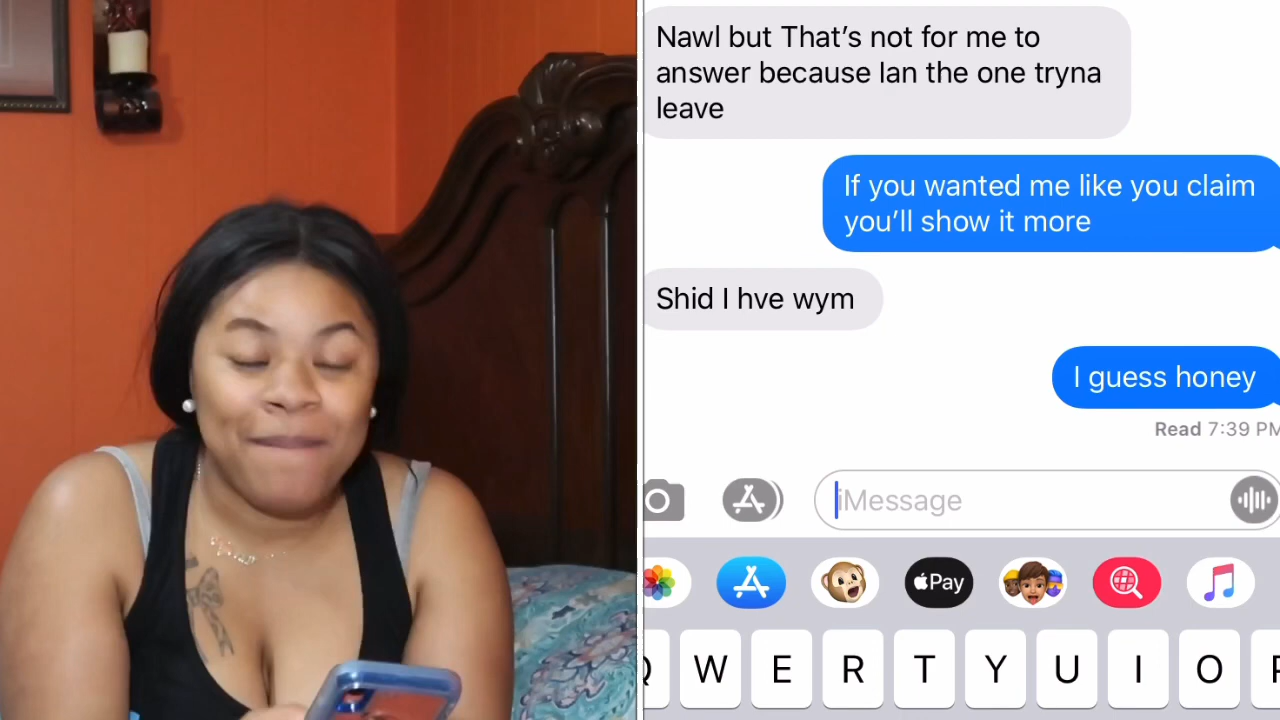 Nawl but That's not for me to
answer because Ian the one tryna
leave
If you wanted me like you claim
you'll show it more
Shid I hve wym
I guess honey
Read 7:39 PM
iMessage
Pay
Q W E R T Y U I O P